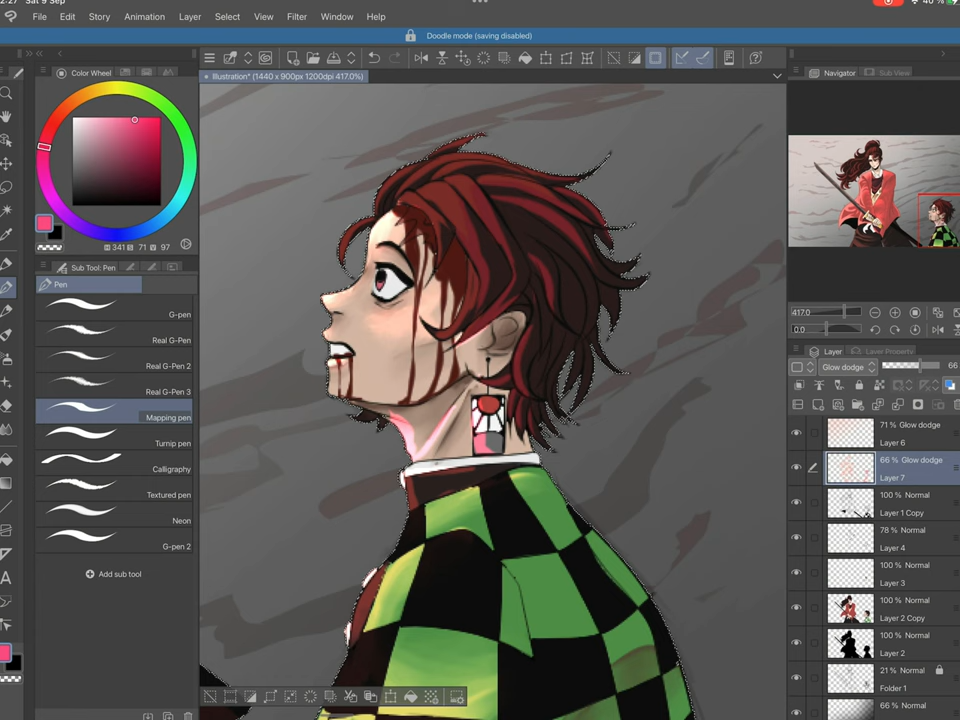 2:27 Sat 9 Sep
40 %
File Edit Story Animation Layer Select View Filter Window Help
Doodle mode (saving disabled)
Color Wheel
Illustration* (1440 x 900px 1200dpi 417.0%)
Navigator
Sub View
H 341 S 71 V 97
Sub Tool: Pen
Pen
G-pen
Real G-Pen
Real G-Pen 2
Real G-Pen 3
Mapping pen
Turnip pen
Calligraphy
Textured pen
Neon
G-pen 2
Add sub tool
417.0
0.0
Layer
Layer Property
Glow dodge
66
71 % Glow dodge
Layer 6
66 % Glow dodge
Layer 7
100 % Normal
Layer 1 Copy
78 % Normal
Layer 4
100 % Normal
Layer 3
100 % Normal
Layer 2 Copy
100 % Normal
Layer 2
21 % Normal
Folder 1
66 % Normal